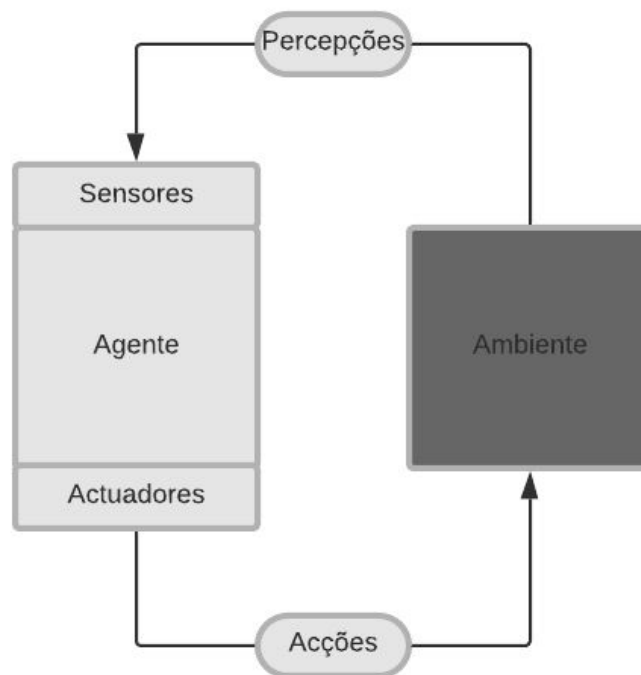 Percepções
Sensores
Agente
Ambiente
Actuadores
Acções